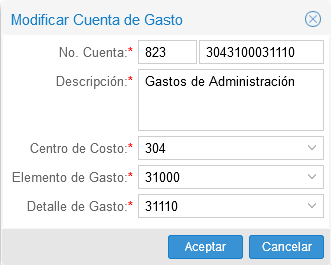 Modificar Cuenta de Gasto
No. Cuenta:* 823 3043100031110
Descripción:* Gastos de Administración
Centro de Costo:* 304
Elemento de Gasto:* 31000
Detalle de Gasto:* 31110
Aceptar Cancelar